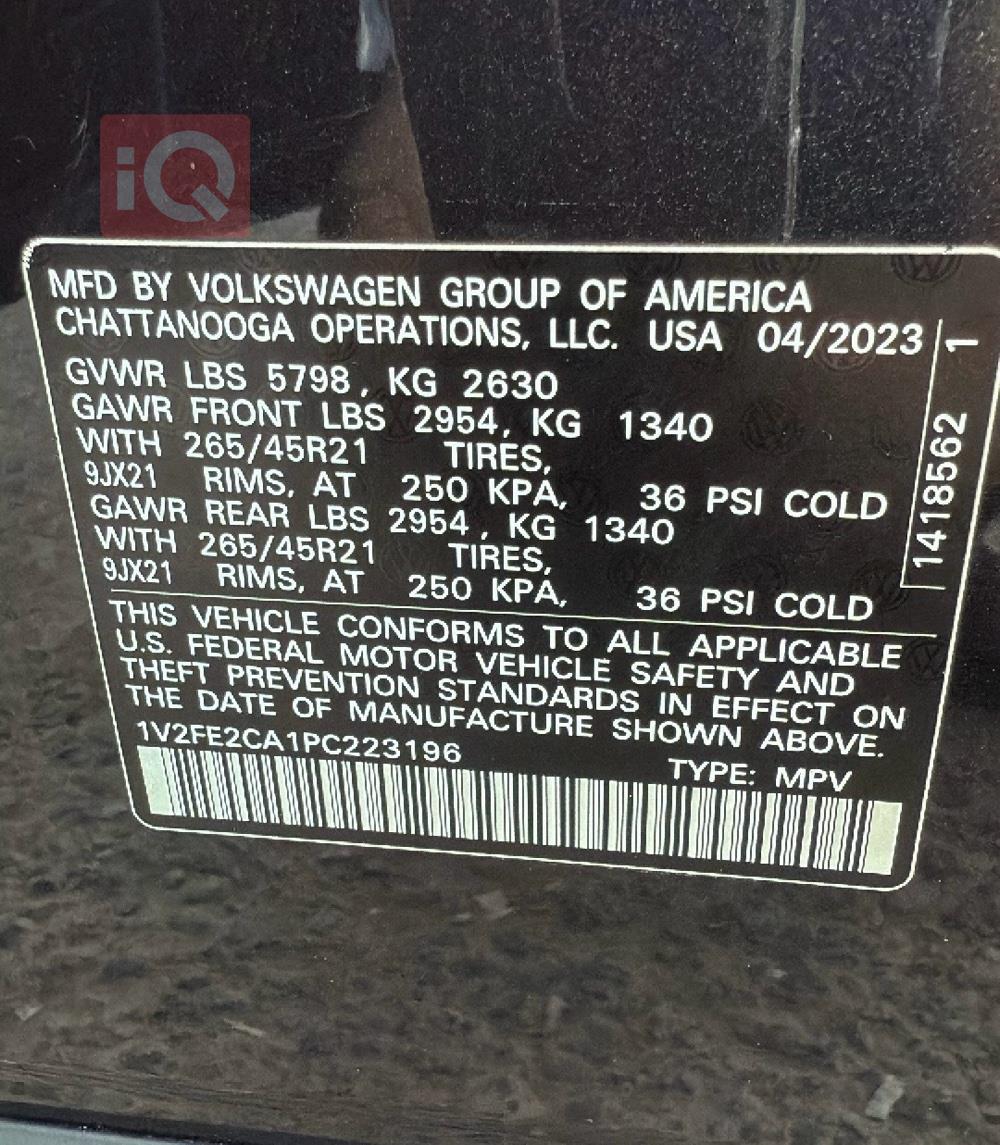 iQ
MFD BY VOLKSWAGEN GROUP OF AMERICA
CHATTANOOGA OPERATIONS, LLC. USA 04/2023
GVWR LBS 5798, KG 2630
GAWR FRONT LBS 2954, KG 1340
WITH 265/45R21 TIRES,
9JX21 RIMS, AT 250 KPA, 36 PSI COLD
GAWR REAR LBS 2954, KG 1340
WITH 265/45R21 TIRES,
9JX21 RIMS, AT 250 KPA, 36 PSI COLD
1418562 1
THIS VEHICLE CONFORMS TO ALL APPLICABLE
U.S. FEDERAL MOTOR VEHICLE SAFETY AND
THEFT PREVENTION STANDARDS IN EFFECT ON
THE DATE OF MANUFACTURE SHOWN ABOVE.
1V2FE2CA1PC223196 TYPE: MPV